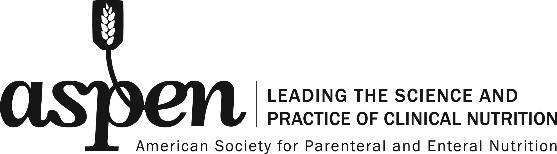 aspen
LEADING THE SCIENCE AND
PRACTICE OF CLINICAL NUTRITION
American Society for Parenteral and Enteral Nutrition